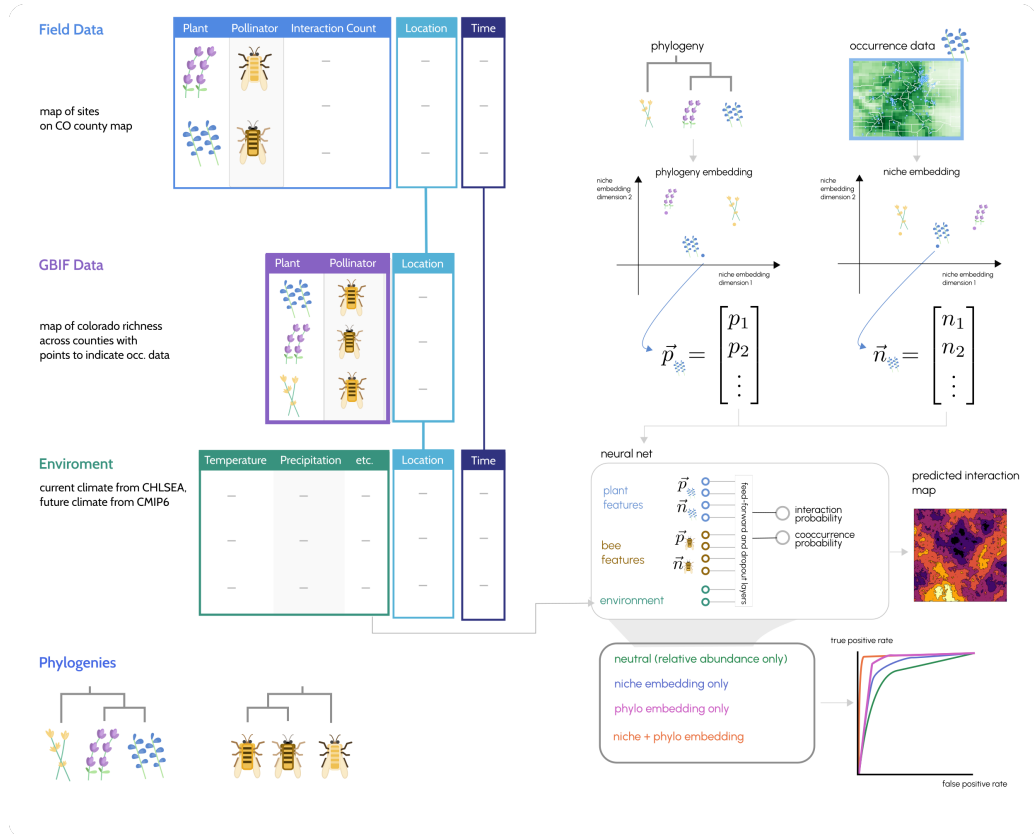 Field Data
map of sites
on CO county map
Plant Pollinator Interaction Count Location Time
GBIF Data
map of colorado richness
across counties with
points to indicate occ. data
Plant Pollinator Location
Enviroment
current climate from CHLSEA,
future climate from CMIP6
Temperature Precipitation etc. Location Time
Phylogenies
phylogeny
occurrence data
phylogeny embedding
niche
embedding
dimension 2
niche embedding
dimension 1
niche embedding
niche
embedding
dimension 2
niche embedding
dimension 1
p⃗ = [p₁ p₂ ⋮]
n⃗ = [n₁ n₂ ⋮]
neural net
plant
features
p⃗
n⃗
bee
features
p⃗
n⃗
environment
feed-forward and dropout layers
interaction
probability
cooccurrence
probability
predicted interaction
map
neutral (relative abundance only)
niche embedding only
phylo embedding only
niche + phylo embedding
true positive rate
false positive rate